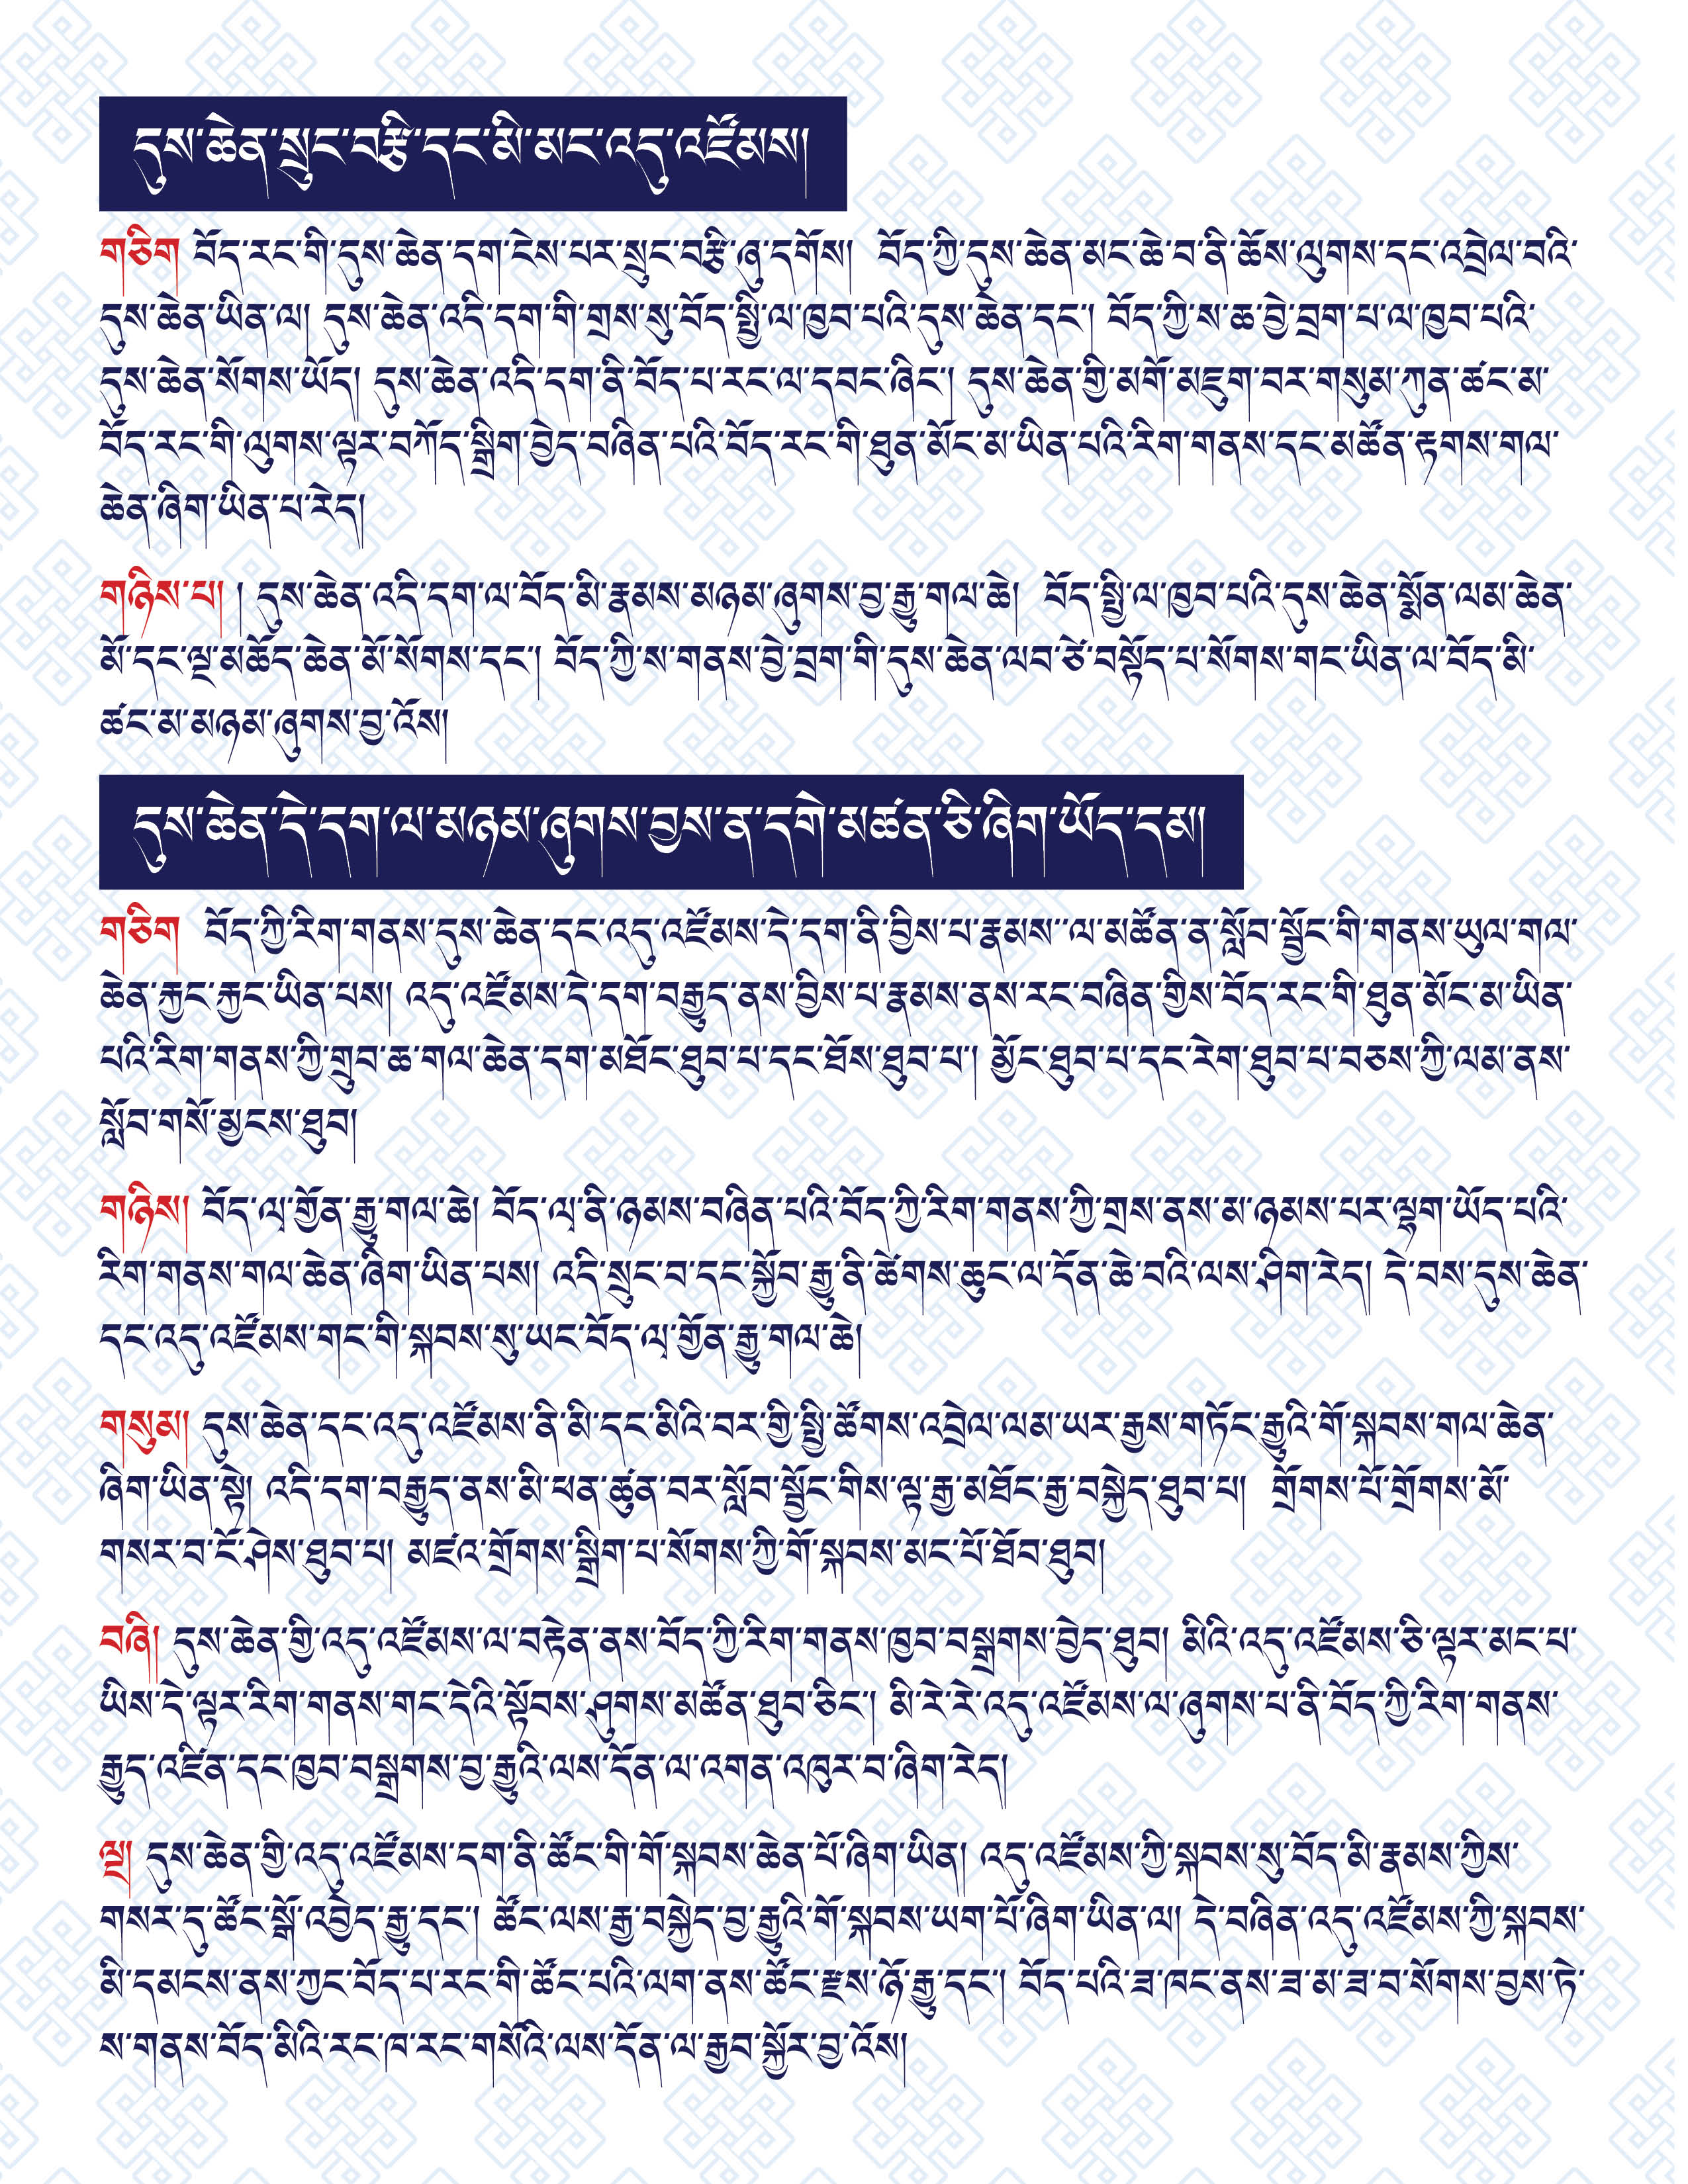 དུས་ཆེན་སྲུང་བརྩི་དང་མི་མང་འདུ་འཛོམས།
གཅིག བོད་རང་གི་དུས་ཆེན་དག་ངེས་པར་སྲུང་བརྩི་ཞུ་དགོས། བོད་ཀྱི་དུས་ཆེན་མང་ཆེ་བ་ནི་ཆོས་ལུགས་དང་འབྲེལ་བའི་
དུས་ཆེན་ཡིན་ལ། དུས་ཆེན་འདི་དག་གི་གྲས་སུ་བོད་སྤྱི་ལ་ཁྱབ་པའི་དུས་ཆེན་དང་། བོད་ཀྱི་ས་ཆ་བྱེ་བྲག་པ་ལ་ཁྱབ་པའི་
དུས་ཆེན་སོགས་ཡོད། དུས་ཆེན་འདི་དག་ནི་བོད་པ་རང་ལ་དབང་ཞིང་། དུས་ཆེན་གྱི་མགོ་མཇུག་བར་གསུམ་ཀུན་ཚང་མ་
བོད་རང་གི་ལུགས་ལྟར་བཀོད་སྒྲིག་བྱེད་བཞིན་པའི་བོད་རང་གི་ཐུན་མོང་མ་ཡིན་པའི་རིག་གནས་དང་མཚོན་རྟགས་གལ་
ཆེན་ཞིག་ཡིན་པ་རེད།
གཉིས་པ། ། དུས་ཆེན་འདི་དག་ལ་བོད་མི་རྣམས་མཉམ་ཞུགས་བྱ་རྒྱུ་གལ་ཆེ། བོད་སྤྱི་ལ་ཁྱབ་པའི་དུས་ཆེན་སྨོན་ལམ་ཆེན་
མོ་དང་ལྔ་མཆོད་ཆེན་མོ་སོགས་དང་། བོད་ཀྱི་ས་གནས་བྱེ་བྲག་གི་དུས་ཆེན་ལབ་ཙེ་བསྟོད་པ་སོགས་གང་ཡིན་ལ་བོད་མི་
ཚང་མ་མཉམ་ཞུགས་བྱ་འོས།
དུས་ཆེན་དེ་དག་ལ་མཉམ་ཞུགས་བྱས་ན་དགེ་མཚན་ཅི་ཞིག་ཡོད་དམ།
གཅིག བོད་ཀྱི་རིག་གནས་དུས་ཆེན་དང་འདུ་འཛོམས་དེ་དག་ནི་བྱིས་པ་རྣམས་་ལ་མཚོན་ན་སློབ་སྦྱོང་གི་གནས་ཡུལ་གལ་
ཆེན་རྐྱང་རྐྱང་ཡིན་པས། འདུ་འཛོམས་དེ་དག་བརྒྱུད་ནས་བྱིས་པ་རྣམས་ནས་རང་བཞིན་གྱིས་བོད་རང་གི་ཐུན་མོང་མ་ཡིན་
པའི་རིག་གནས་ཀྱི་གྲུབ་ཆ་གལ་ཆེན་དག་མཐོང་ཐུབ་པ་དང་ཐོས་ཐུབ་པ་། མྱོང་ཐུབ་པ་དང་རེག་ཐུབ་པ་བཅས་ཀྱི་ལམ་ནས་
སློབ་གསོ་མྱངས་ཐུབ།
གཉིས། བོད་ལྭ་གྱོན་རྒྱུ་གལ་ཆེ། བོད་ལྭ་ནི་ཉམས་བཞིན་པའི་བོད་ཀྱི་རིག་གནས་ཀྱི་གྲས་ནས་མ་ཉམས་པར་ལྷག་ཡོད་པའི་
རིག་གནས་གལ་ཆེན་ཞིག་ཡིན་པས། འདི་སྲུང་བ་དང་སྐྱོབ་རྒྱུ་ནི་ཚེགས་ཆུང་ལ་དོན་ཆེ་བའི་ལས་ཤིག་རེད། དེ་བས་དུས་ཆེན་
དང་འདུ་འཛོམས་གང་གི་སྐབས་སུ་ཡང་བོད་ལྭ་གྱོན་རྒྱུ་གལ་ཆེ།
གསུམ། དུས་ཆེན་དང་འདུ་འཛོམས་ནི་མི་དང་མིའི་བར་གྱི་སྤྱི་ཚོགས་འབྲེལ་ལམ་ཡར་རྒྱས་གཏོང་རྒྱུའི་གོ་སྐབས་གལ་ཆེན་
ཞིག་ཡིན་སྟེ། འདི་དག་བརྒྱུད་ནས་མི་ཕན་ཚུན་བར་སློབ་སྦྱོང་གིས་ལྟ་རྒྱ་མཐོང་རྒྱ་བསྐྱེད་ཐུབ་པ། གྲོགས་པོ་གྲོགས་མོ་
གསར་བ་ངོ་ཤེས་ཐུབ་པ། མཛའ་གྲོགས་སྒྲིག་པ་སོགས་ཀྱི་གོ་སྐབས་མང་པོ་ཐོབ་ཐུབ།
བཞི། དུས་ཆེན་གྱི་འདུ་འཛོམས་ལ་བརྟེན་ནས་བོད་ཀྱི་རིག་གནས་ཁྱབ་བསྒྲགས་བྱེད་ཐུབ། མིའི་འདུ་འཛོམས་ཅི་ལྟར་མང་པ་
ཡིས་དེ་ལྟར་རིག་གནས་གང་དེའི་སྟོབས་ཤུགས་མཚོན་ཐུབ་ཅིང་། མི་རེ་རེ་འདུ་འཛོམས་ལ་ཞུགས་པ་ནི་བོད་ཀྱི་རིག་གནས་
རྒྱུད་འཛིན་དང་ཁྱབ་བསྒྲགས་བྱ་རྒྱུའི་ལས་དོན་ལ་འགན་འཁུར་བ་ཞིག་རེད།
ལྔ། དུས་ཆེན་གྱི་འདུ་འཛོམས་དག་ནི་ཚོང་གི་གོ་སྐབས་ཆེན་པོ་ཞིག་ཡིན། འདུ་འཛོམས་ཀྱི་སྐབས་སུ་བོད་མི་རྣམས་ཀྱིས་
གསར་དུ་ཚོང་སྒོ་འབྱེད་རྒྱུ་དང་། ཚོང་ལས་རྒྱ་བསྐྱེད་བྱ་རྒྱུའི་གོ་སྐབས་ཡག་པོ་ཞིག་ཡིན་ལ། དེ་བཞིན་འདུ་འཛོམས་ཀྱི་སྐབས་
མི་དམངས་ནས་ཀྱང་བོད་པ་རང་གི་ཚོང་པའི་ལག་ནས་ཚོང་རྫས་ཉོ་རྒྱུ་དང་། བོད་པའི་ཟ་ཁང་ནས་ཟ་མ་ཟ་བ་སོགས་བྱས་ཏེ་
ས་གནས་བོད་མིའི་རང་ཁ་རང་གསོའི་ལས་དོན་ལ་རྒྱབ་སྐྱོར་བྱ་འོས།